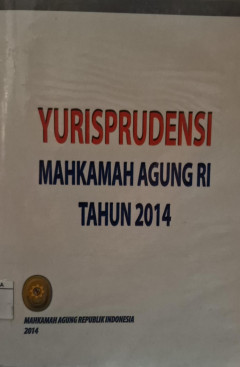 YURISPRUDENSI
MAHKAMAH AGUNG RI
TAHUN 2014
MAHKAMAH AGUNG REPUBLIK INDONESIA
2014